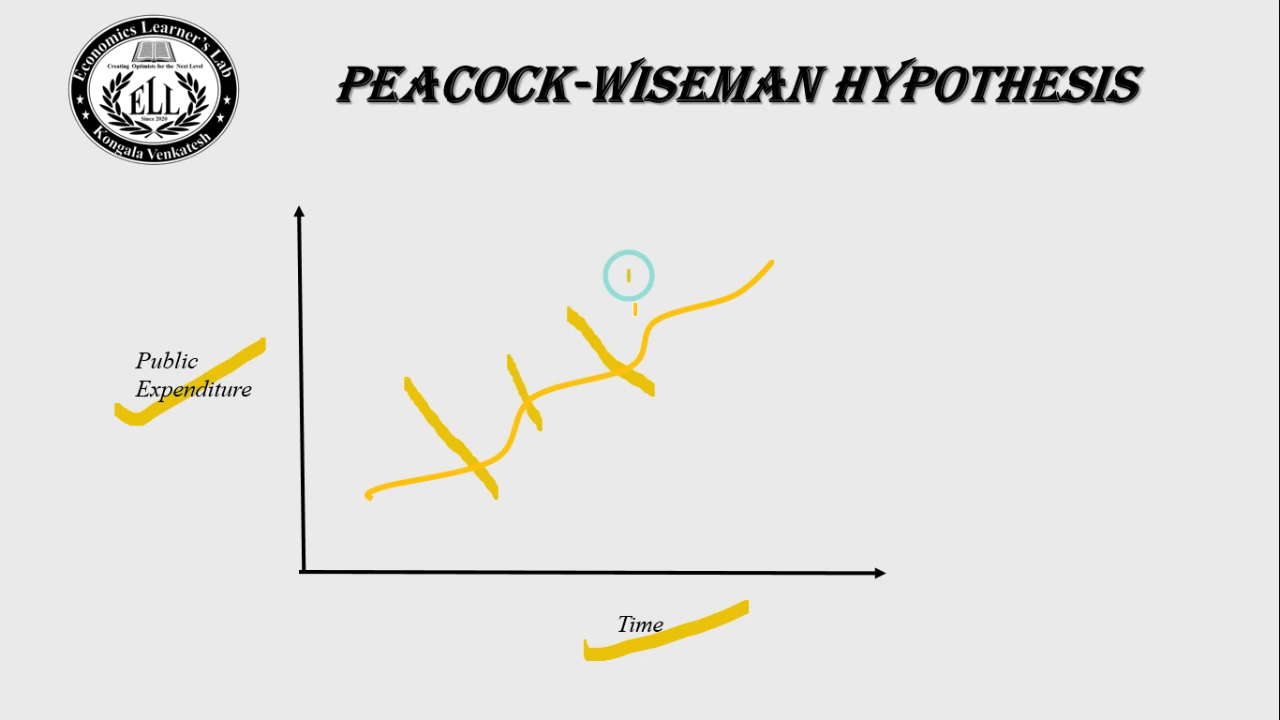 Economics Learner's Lab
Creating Optimists for the Next Level
ELL
Since 2020
Kongala Venkatesh
PEACOCK-WISEMAN HYPOTHESIS
Public
Expenditure
Time